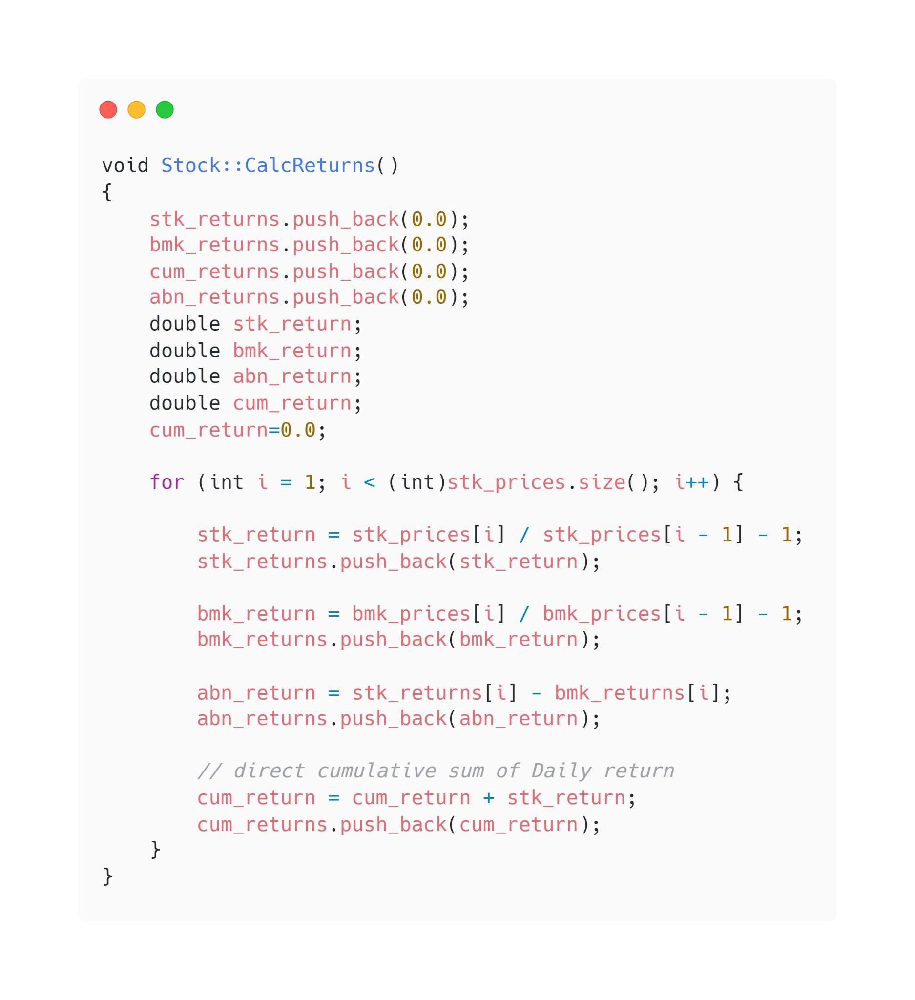 void Stock::CalcReturns()
{
    stk_returns.push_back(0.0);
    bmk_returns.push_back(0.0);
    cum_returns.push_back(0.0);
    abn_returns.push_back(0.0);
    double stk_return;
    double bmk_return;
    double abn_return;
    double cum_return;
    cum_return=0.0;

    for (int i = 1; i < (int)stk_prices.size(); i++) {

        stk_return = stk_prices[i] / stk_prices[i - 1] - 1;
        stk_returns.push_back(stk_return);

        bmk_return = bmk_prices[i] / bmk_prices[i - 1] - 1;
        bmk_returns.push_back(bmk_return);

        abn_return = stk_returns[i] - bmk_returns[i];
        abn_returns.push_back(abn_return);

        // direct cumulative sum of Daily return
        cum_return = cum_return + stk_return;
        cum_returns.push_back(cum_return);
    }
}